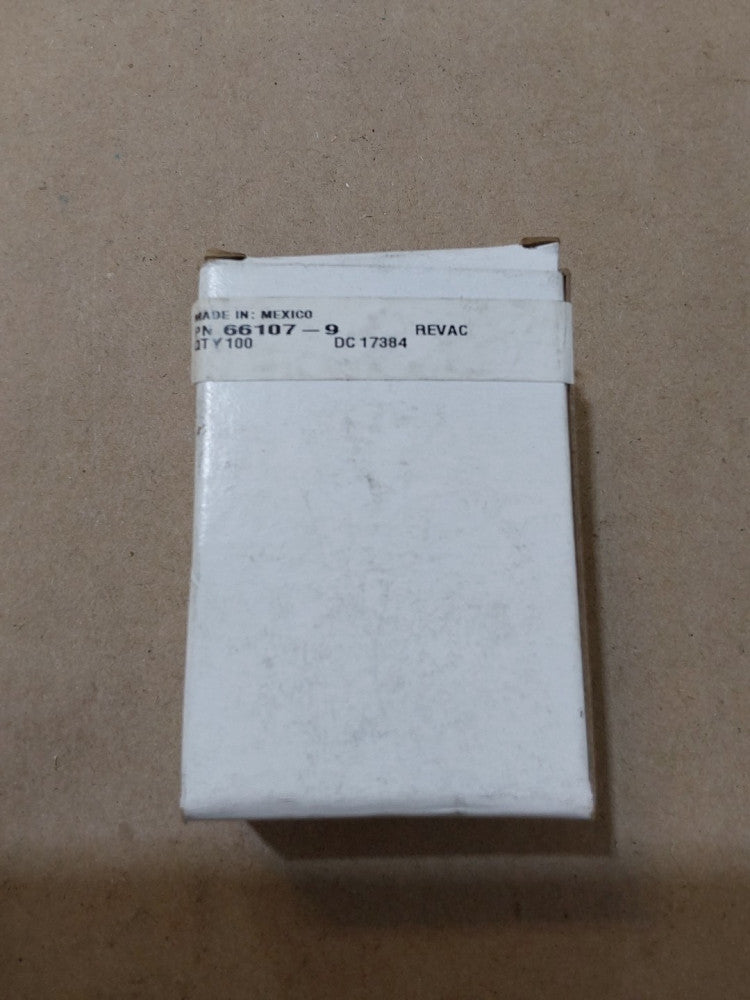 MADE IN: MEXICO
PN 66107-9 REVAC
QTY 100 DC 17384